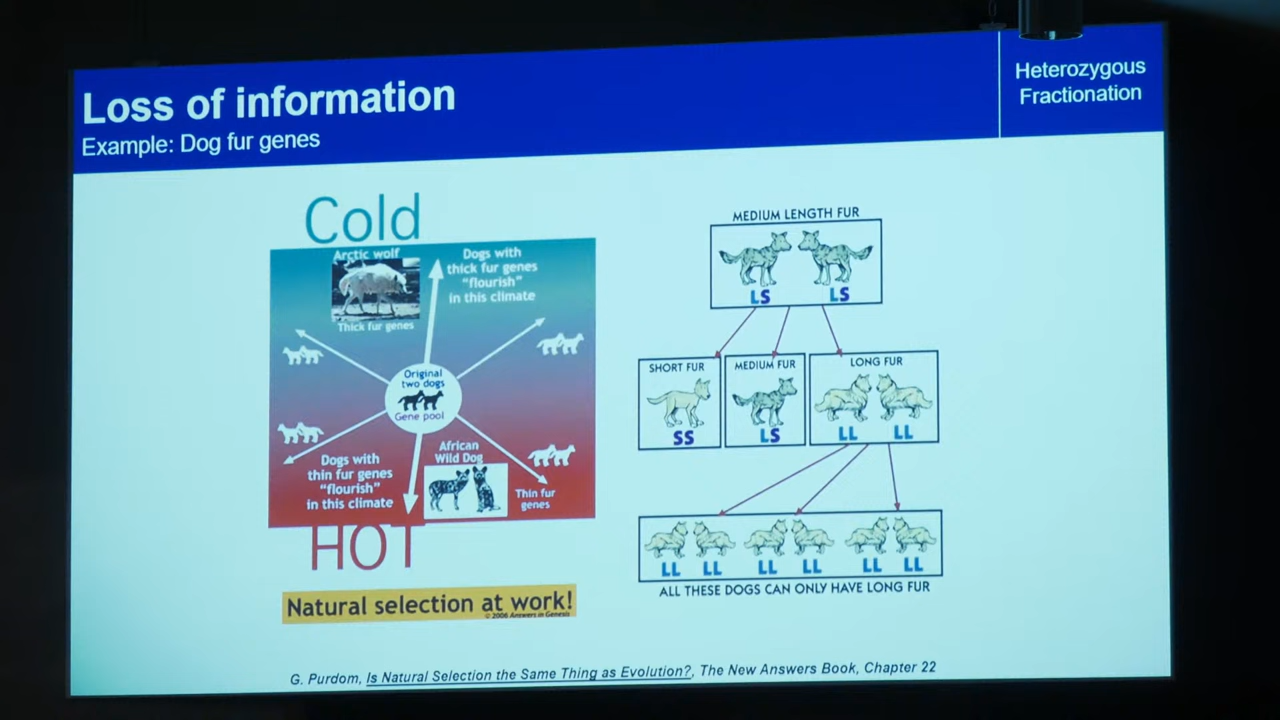 Loss of information
Example: Dog fur genes
Heterozygous
Fractionation
Cold
Arctic wolf
Thick fur genes
Dogs with
thick fur genes
"flourish"
in this climate
Original
two dogs
Gene pool
Dogs with
thin fur genes
"flourish"
in this climate
African
Wild Dog
Thin fur
genes
HOT
Natural selection at work!
© 2006 Answers in Genesis
MEDIUM LENGTH FUR
LS LS
SHORT FUR
SS
MEDIUM FUR
LS
LONG FUR
LL LL
LL LL LL LL LL LL
ALL THESE DOGS CAN ONLY HAVE LONG FUR
G. Purdom, Is Natural Selection the Same Thing as Evolution?, The New Answers Book, Chapter 22